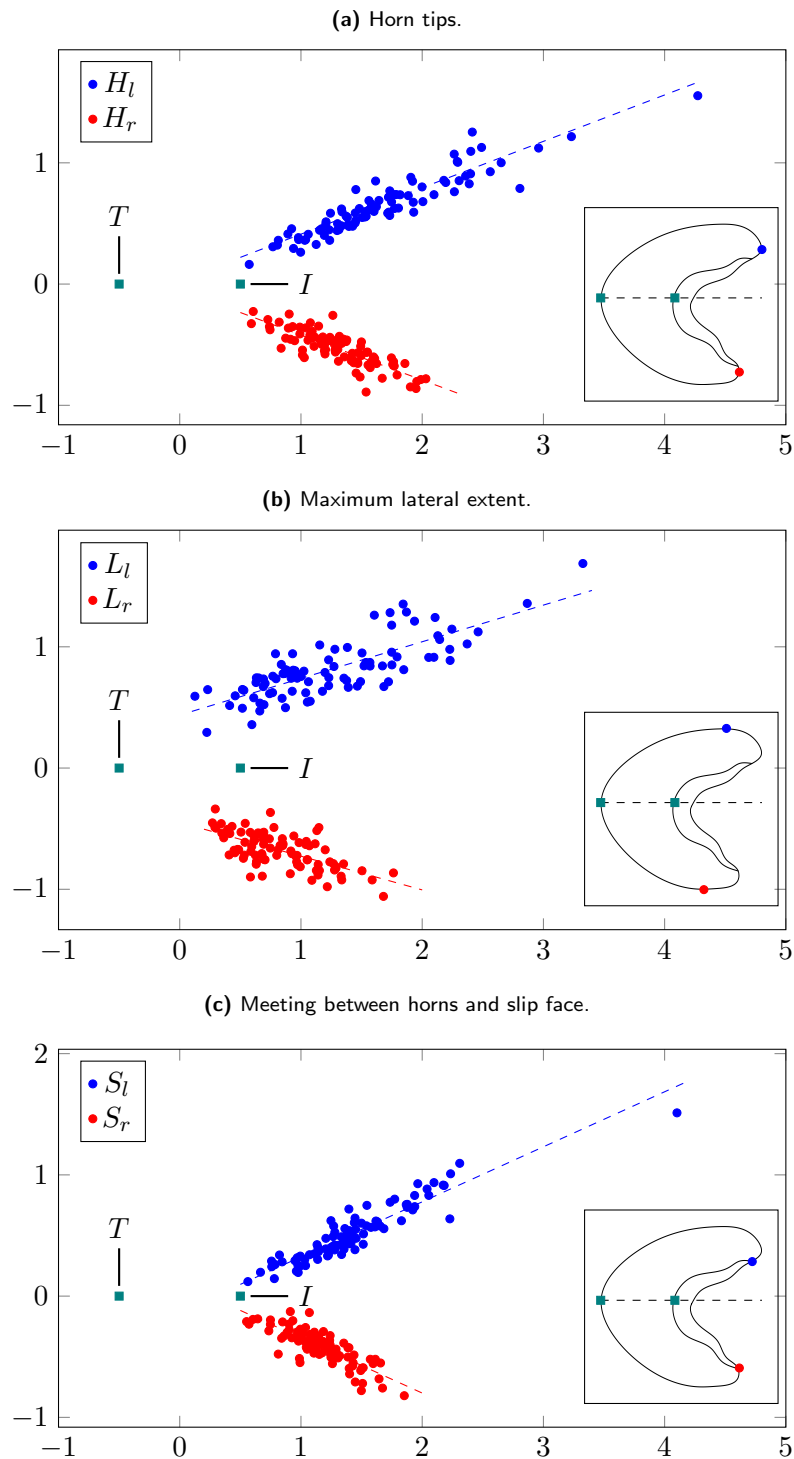 (a) Horn tips.
H_l
H_r
1
0
−1
T
I
−1 0 1 2 3 4 5
(b) Maximum lateral extent.
L_l
L_r
1
0
−1
T
I
−1 0 1 2 3 4 5
(c) Meeting between horns and slip face.
S_l
S_r
2
1
0
−1
T
I
−1 0 1 2 3 4 5